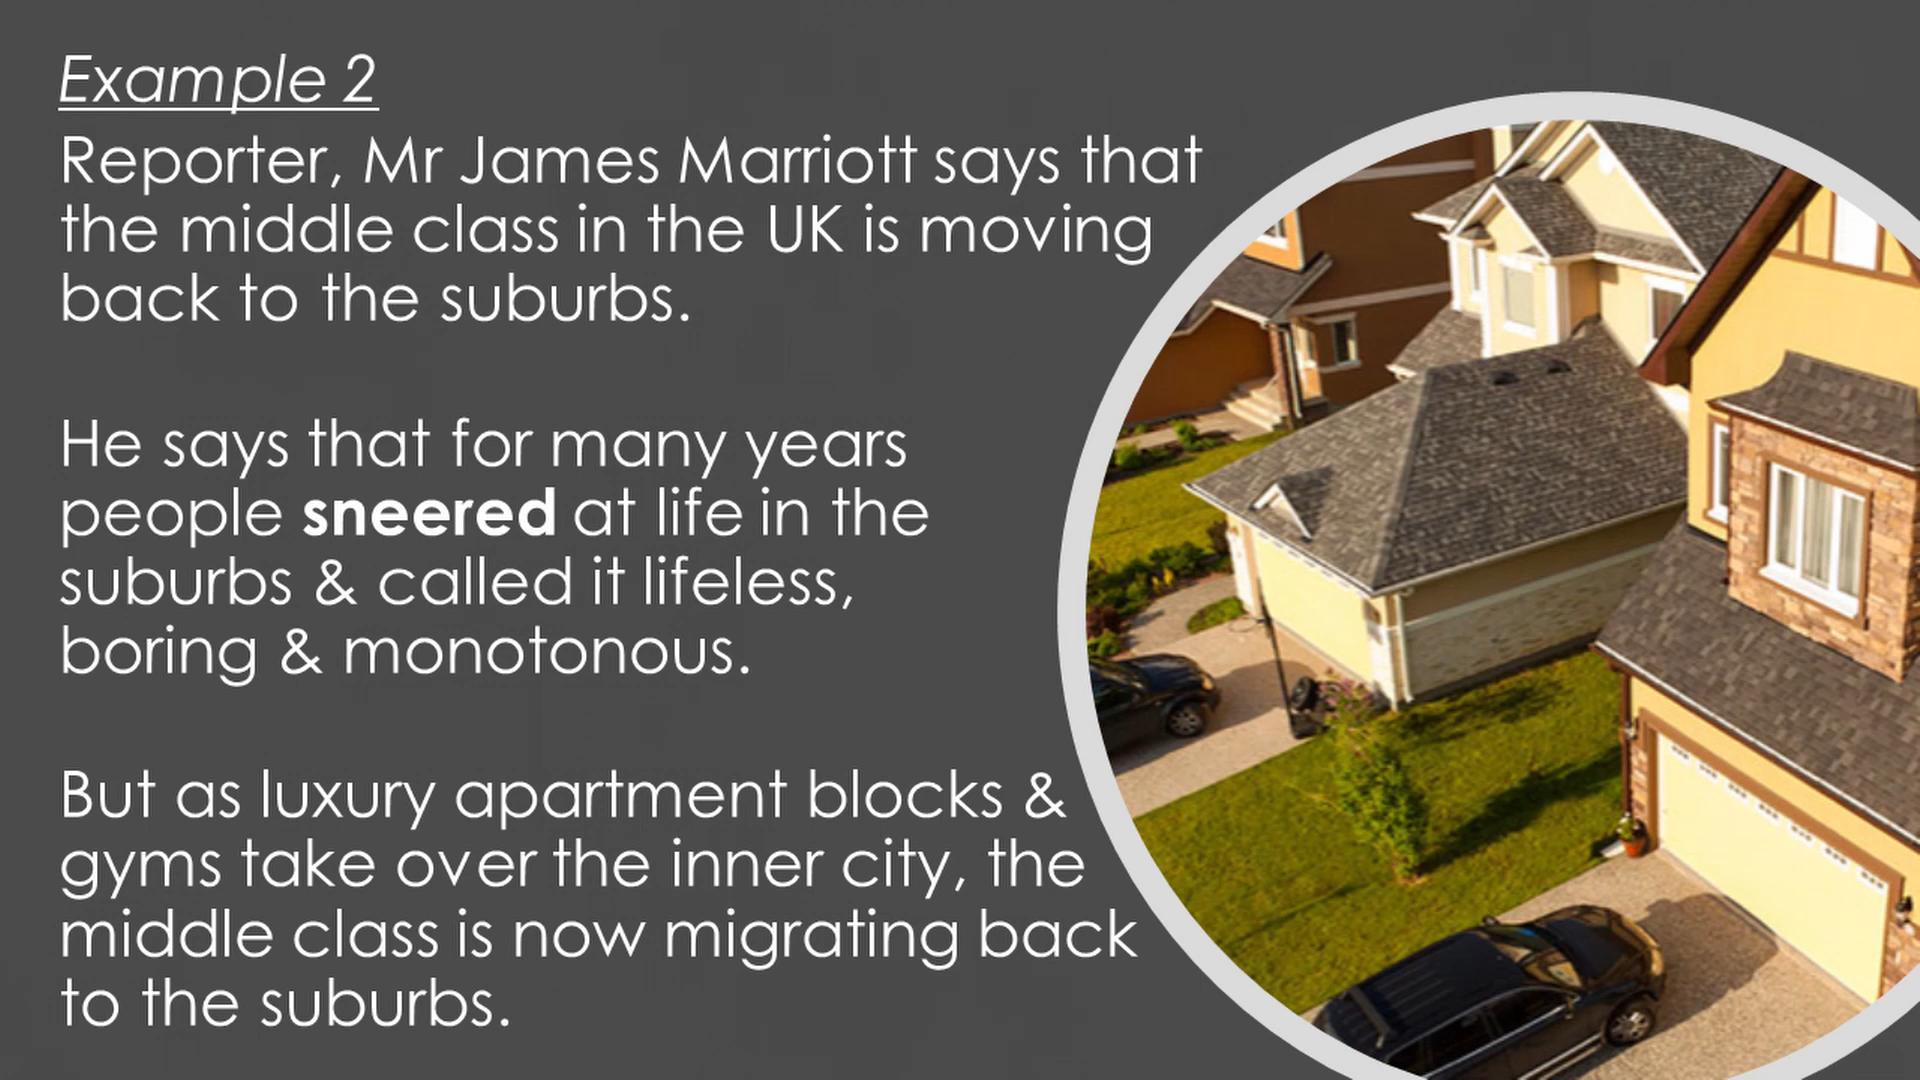 Example 2
Reporter, Mr James Marriott says that
the middle class in the UK is moving
back to the suburbs.
He says that for many years
people sneered at life in the
suburbs & called it lifeless,
boring & monotonous.
But as luxury apartment blocks &
gyms take over the inner city, the
middle class is now migrating back
to the suburbs.